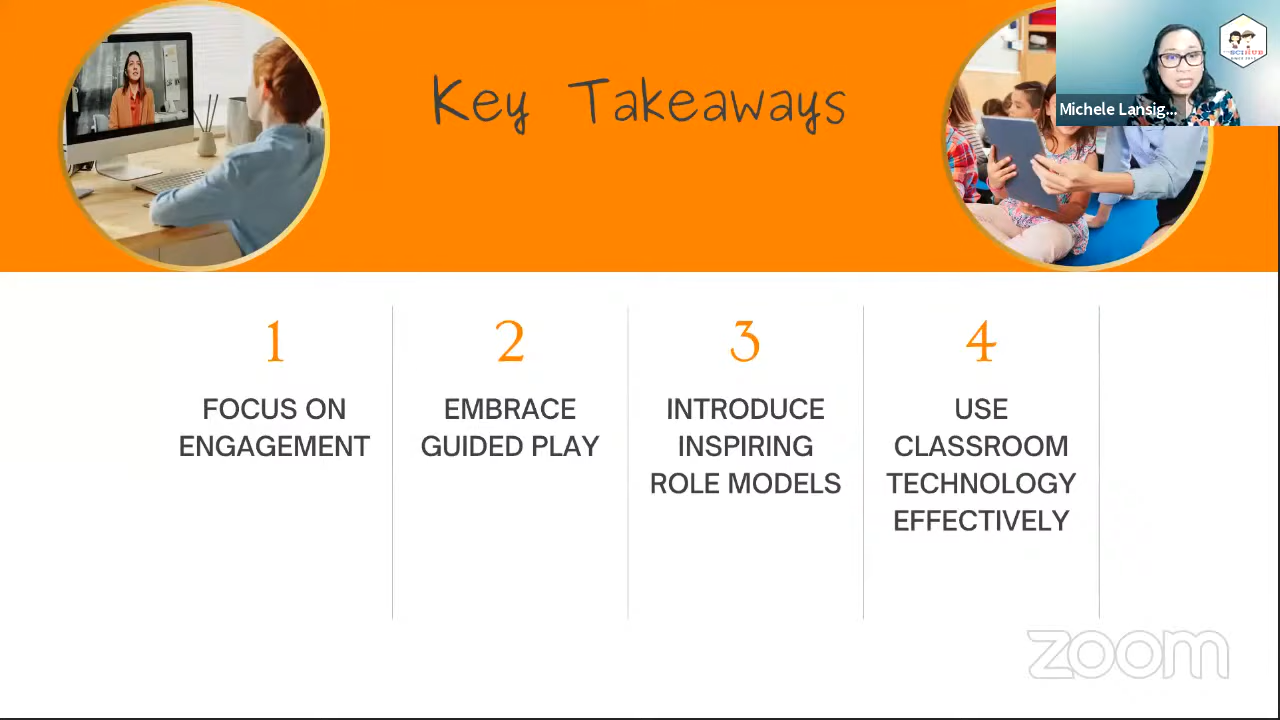 Key Takeaways
Michele Lansig...
SCIHUB
1
FOCUS ON
ENGAGEMENT
2
EMBRACE
GUIDED PLAY
3
INTRODUCE
INSPIRING
ROLE MODELS
4
USE
CLASSROOM
TECHNOLOGY
EFFECTIVELY
zoom